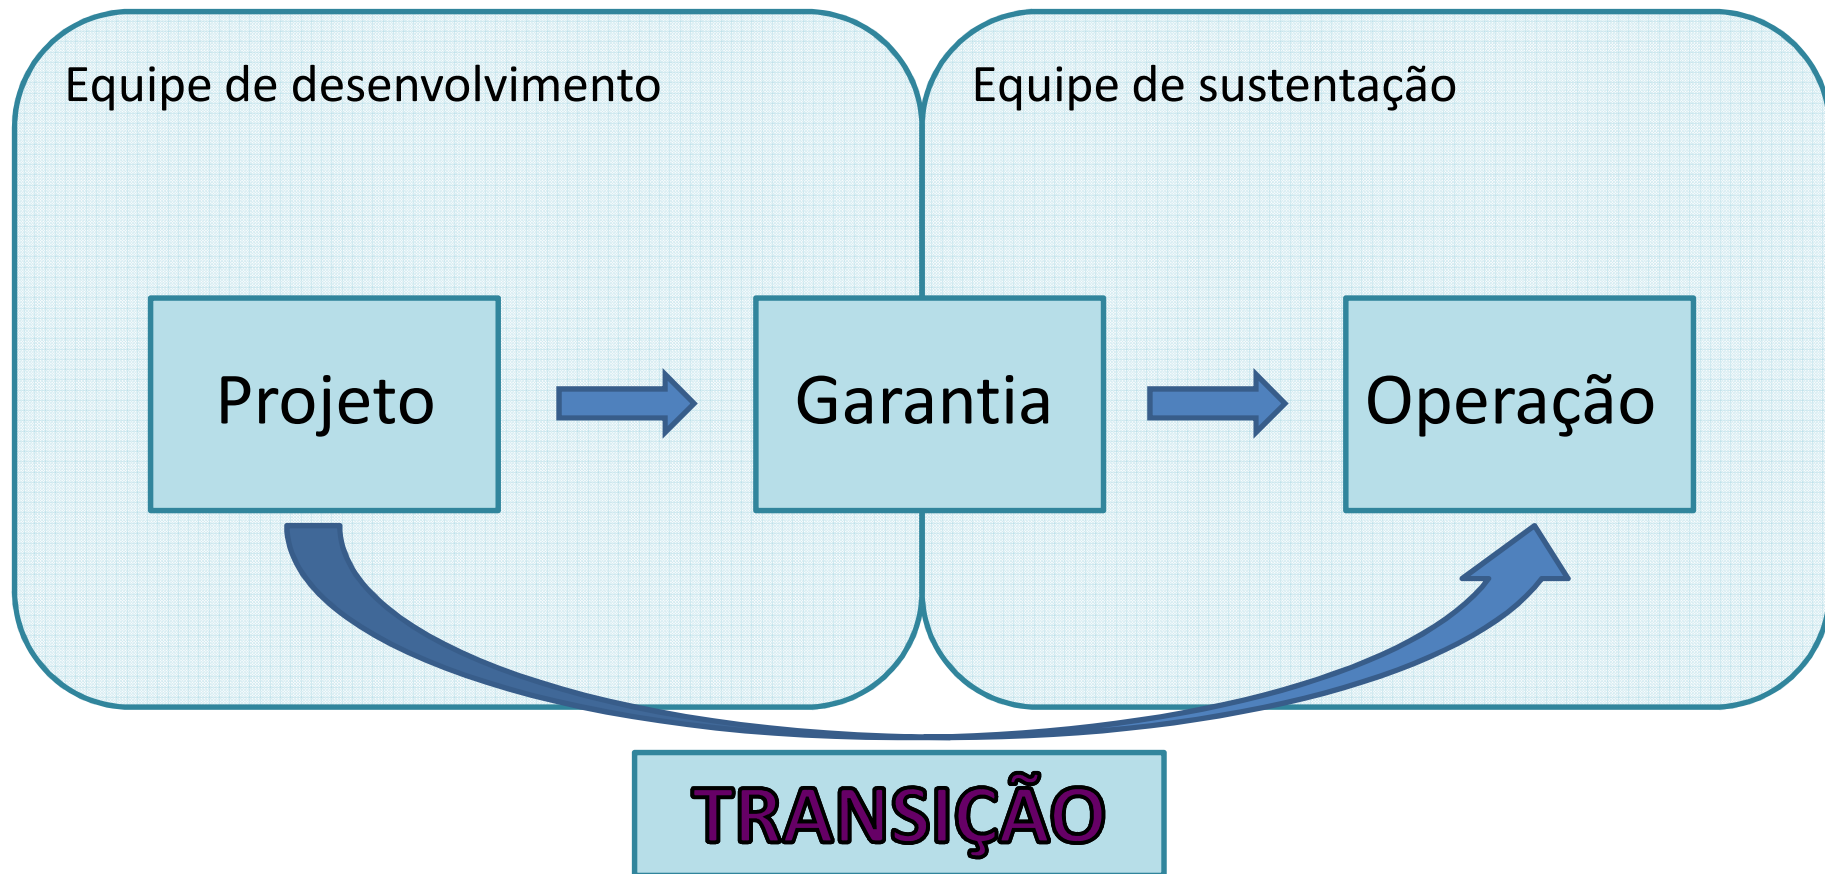 Equipe de desenvolvimento
Equipe de sustentação
Projeto
Garantia
Operação
TRANSIÇÃO